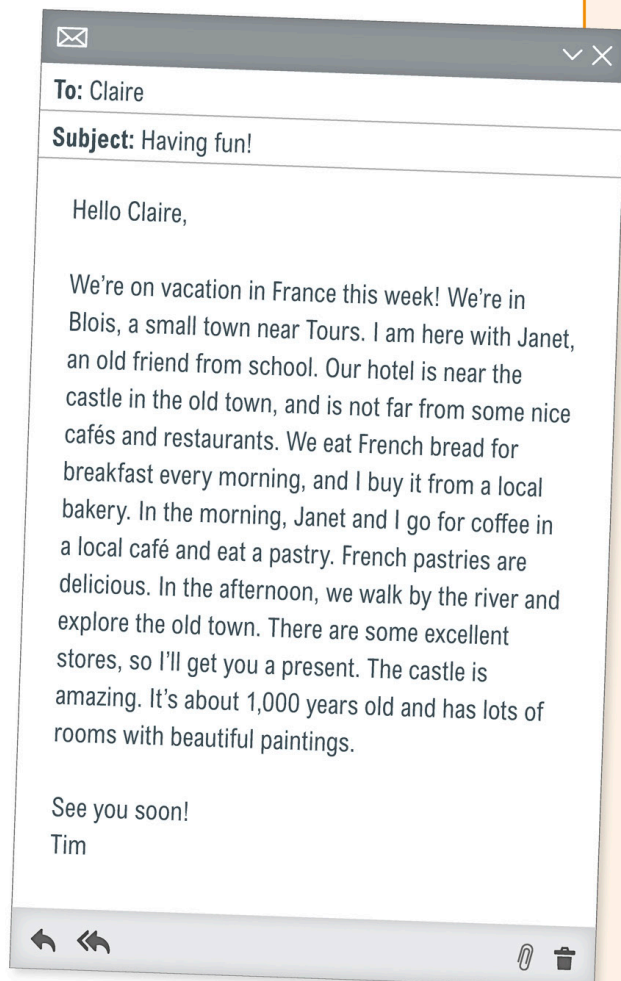 To: Claire
Subject: Having fun!
Hello Claire,
We're on vacation in France this week! We're in
Blois, a small town near Tours. I am here with Janet,
an old friend from school. Our hotel is near the
castle in the old town, and is not far from some nice
cafés and restaurants. We eat French bread for
breakfast every morning, and I buy it from a local
bakery. In the morning, Janet and I go for coffee in
a local café and eat a pastry. French pastries are
delicious. In the afternoon, we walk by the river and
explore the old town. There are some excellent
stores, so I'll get you a present. The castle is
amazing. It's about 1,000 years old and has lots of
rooms with beautiful paintings.
See you soon!
Tim